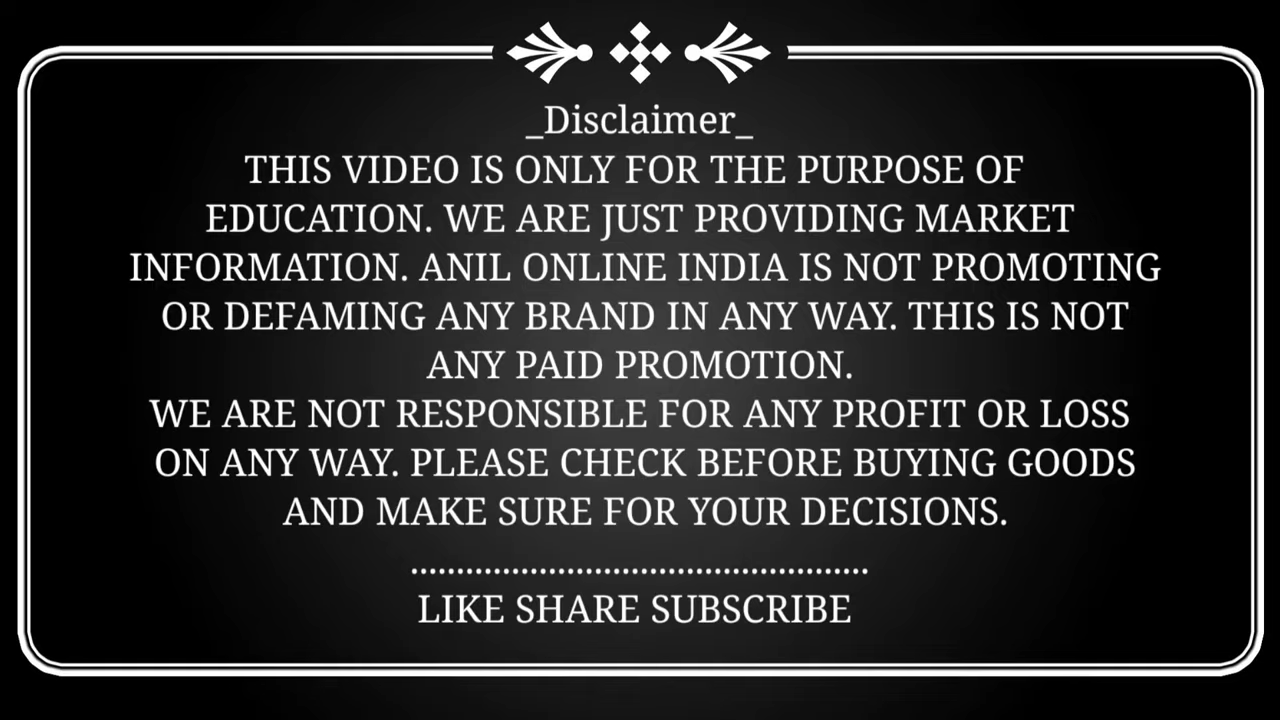 _Disclaimer_
THIS VIDEO IS ONLY FOR THE PURPOSE OF
EDUCATION. WE ARE JUST PROVIDING MARKET
INFORMATION. ANIL ONLINE INDIA IS NOT PROMOTING
OR DEFAMING ANY BRAND IN ANY WAY. THIS IS NOT
ANY PAID PROMOTION.
WE ARE NOT RESPONSIBLE FOR ANY PROFIT OR LOSS
ON ANY WAY. PLEASE CHECK BEFORE BUYING GOODS
AND MAKE SURE FOR YOUR DECISIONS.
..................................................
LIKE SHARE SUBSCRIBE